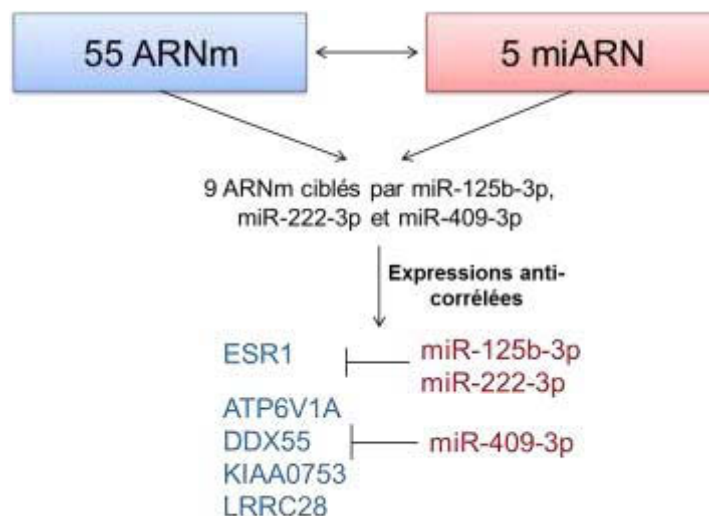 55 ARNm
5 miARN
9 ARNm ciblés par miR-125b-3p,
miR-222-3p et miR-409-3p
Expressions anti-
corrélées
ESR1
miR-125b-3p
miR-222-3p
ATP6V1A
DDX55
miR-409-3p
KIAA0753
LRRC28